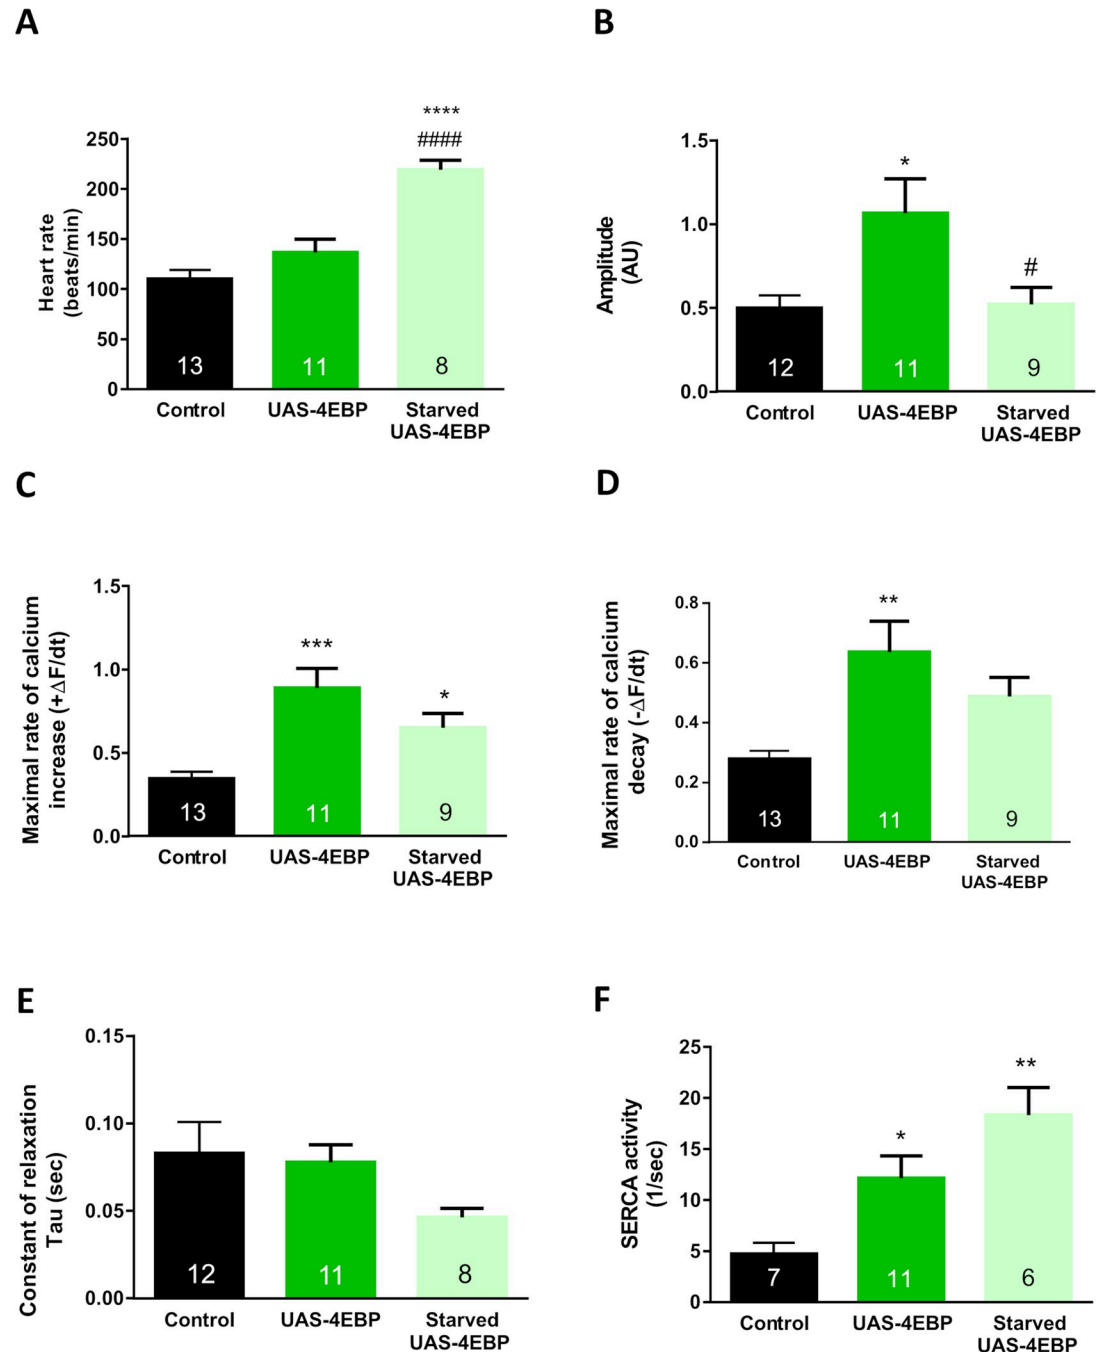 A
Heart rate
(beats/min)
250
200
150
100
50
0
****
####
13
11
8
Control
UAS-4EBP
Starved
UAS-4EBP
B
Amplitude
(AU)
1.5
1.0
0.5
0.0
*
#
12
11
9
Control
UAS-4EBP
Starved
UAS-4EBP
C
Maximal rate of calcium
increase (+ΔF/dt)
1.5
1.0
0.5
0.0
***
*
13
11
9
Control
UAS-4EBP
Starved
UAS-4EBP
D
Maximal rate of calcium
decay (-ΔF/dt)
0.8
0.6
0.4
0.2
0.0
**
13
11
9
Control
UAS-4EBP
Starved
UAS-4EBP
E
Constant of relaxation
Tau (sec)
0.15
0.10
0.05
0.00
12
11
8
Control
UAS-4EBP
Starved
UAS-4EBP
F
SERCA activity
(1/sec)
25
20
15
10
5
0
*
**
7
11
6
Control
UAS-4EBP
Starved
UAS-4EBP